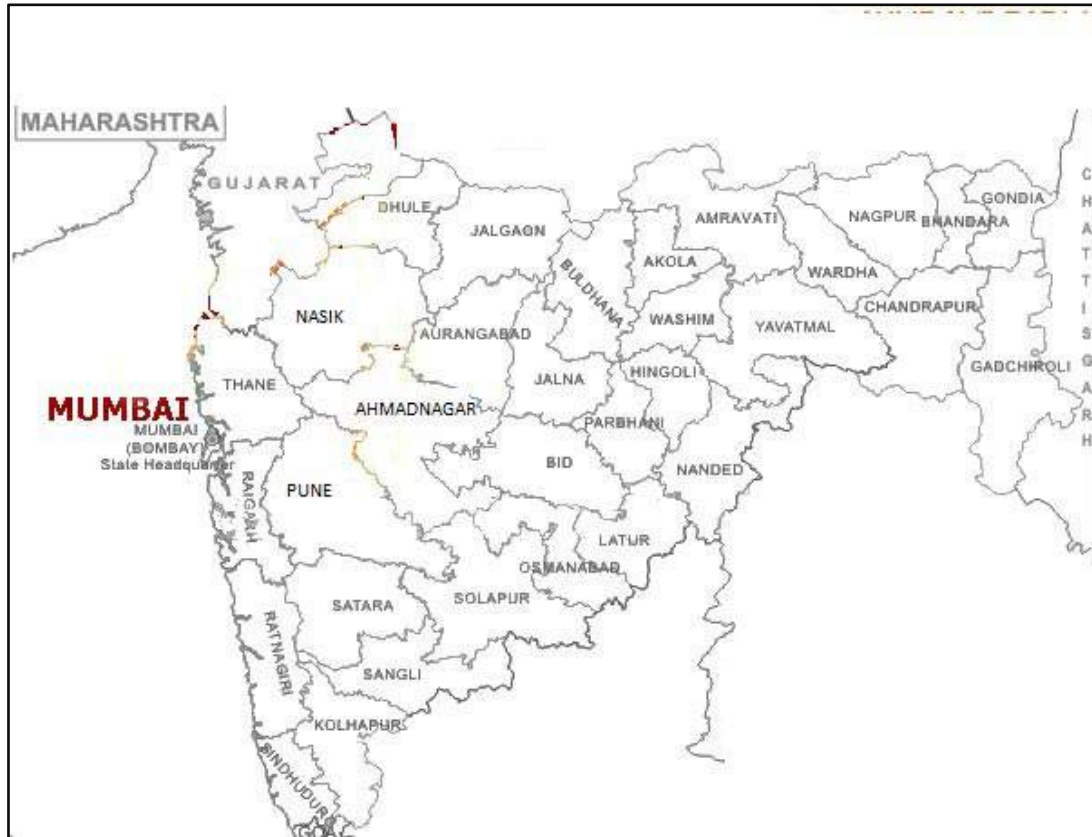 MAHARASHTRA
GUJARAT
DHULE
JALGAON
AMRAVATI
NAGPUR
BHANDARA
GONDIA
AKOLA
WARDHA
BULDHANA
CHANDRAPUR
NASIK
AURANGABAD
WASHIM
YAVATMAL
THANE
JALNA
HINGOLI
GADCHIROLI
MUMBAI
AHMADNAGAR
MUMBAI
(BOMBAY)
State Headquarter
PARBHANI
BID
NANDED
PUNE
RAIGARH
LATUR
OSMANABAD
SATARA
SOLAPUR
RATNAGIRI
SANGLI
KOLHAPUR
SINDHUDUR
GOA
C
H
A
T
T
S
G
R
H